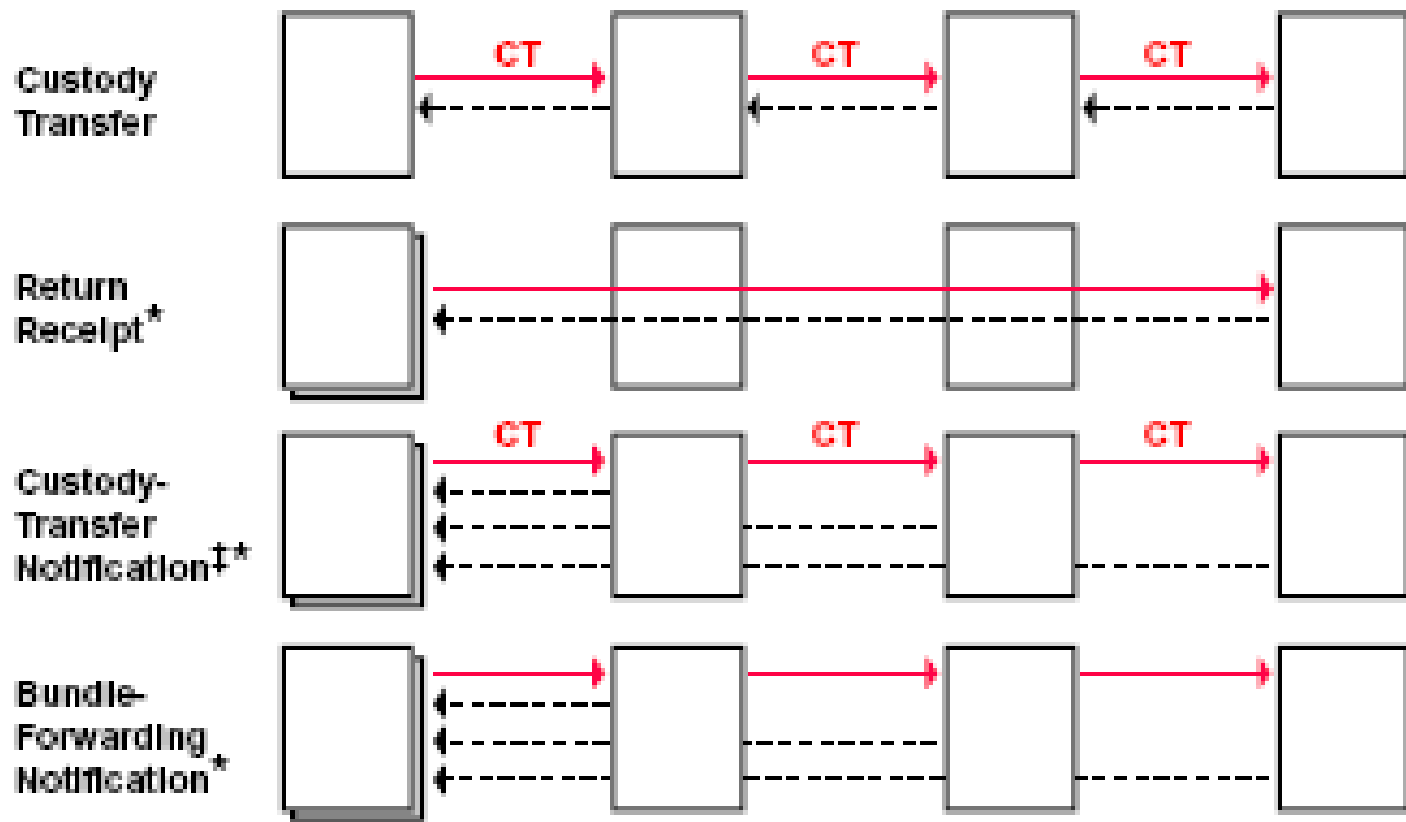 CT CT CT
Custody
Transfer
Return
Receipt*
CT CT CT
Custody-
Transfer
Notification‡*
Bundle-
Forwarding
Notification*